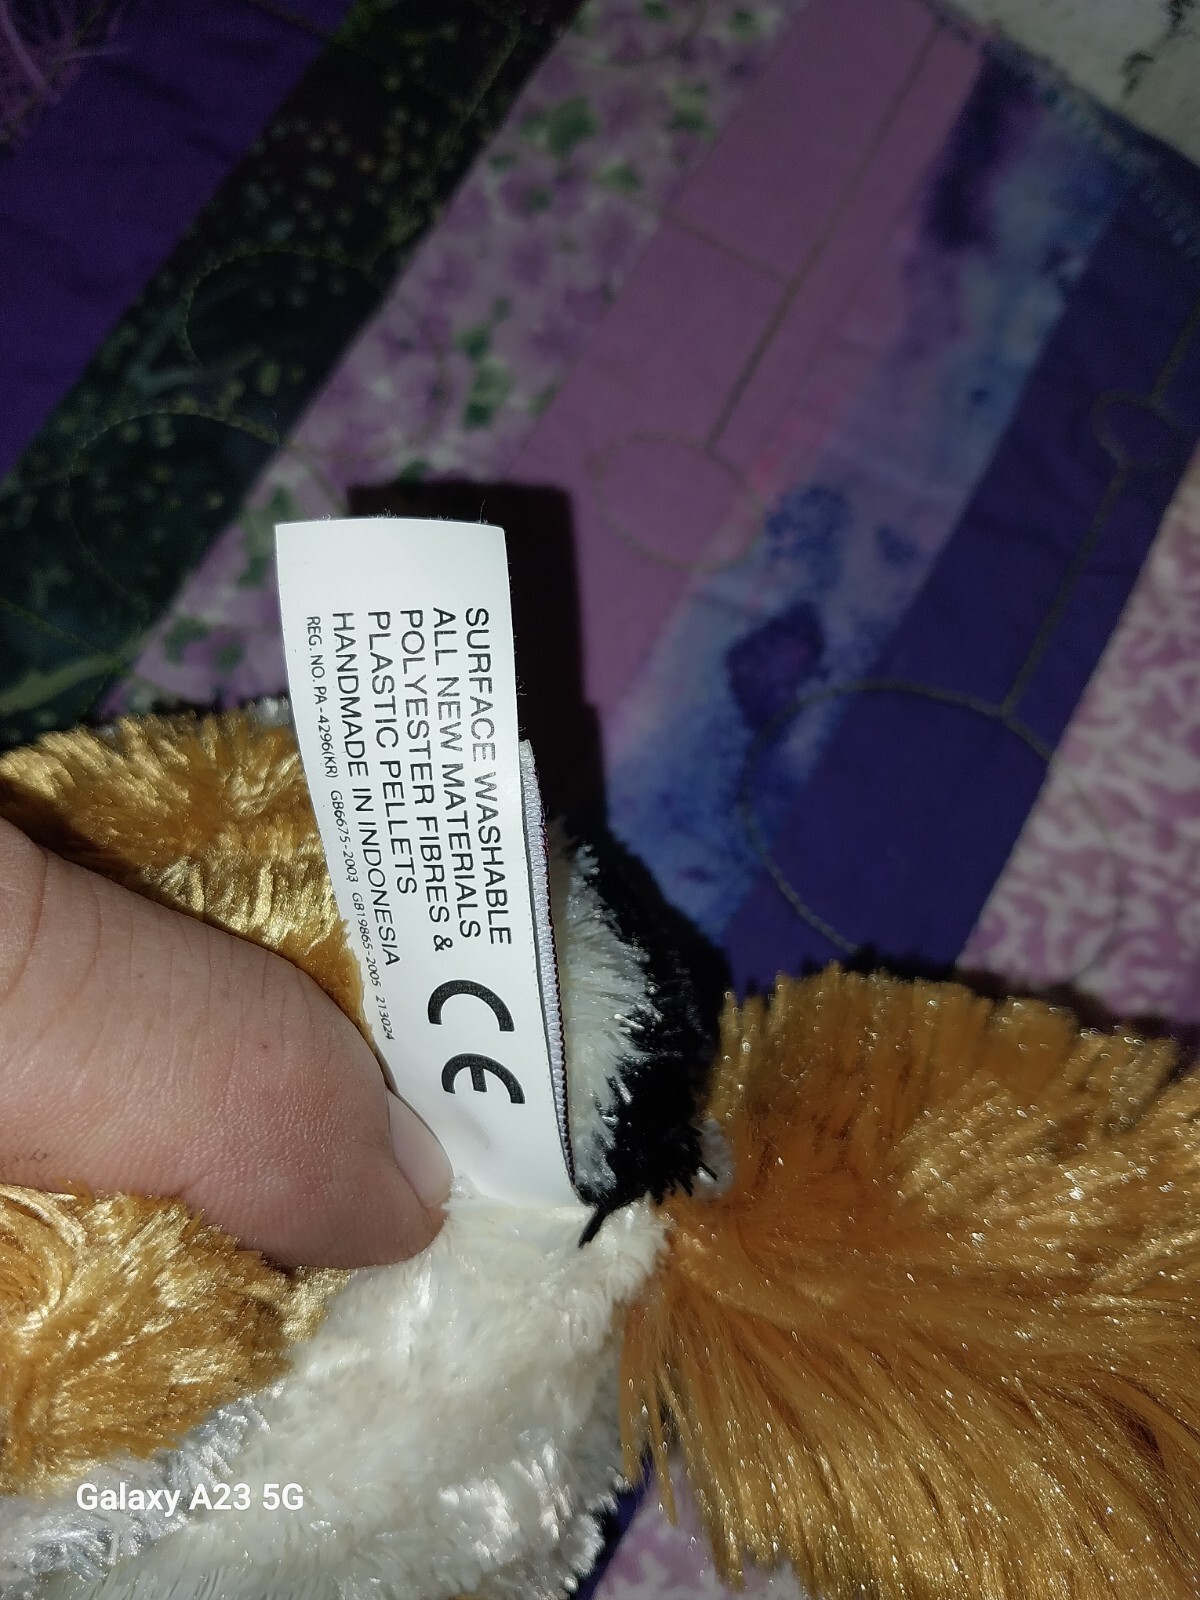 SURFACE WASHABLE
ALL NEW MATERIALS
POLYESTER FIBRES &
PLASTIC PELLETS
HANDMADE IN INDONESIA
REG. NO. PA-4296(KR) GB6675-2003 GB19865-2005 213024
CE
Galaxy A23 5G